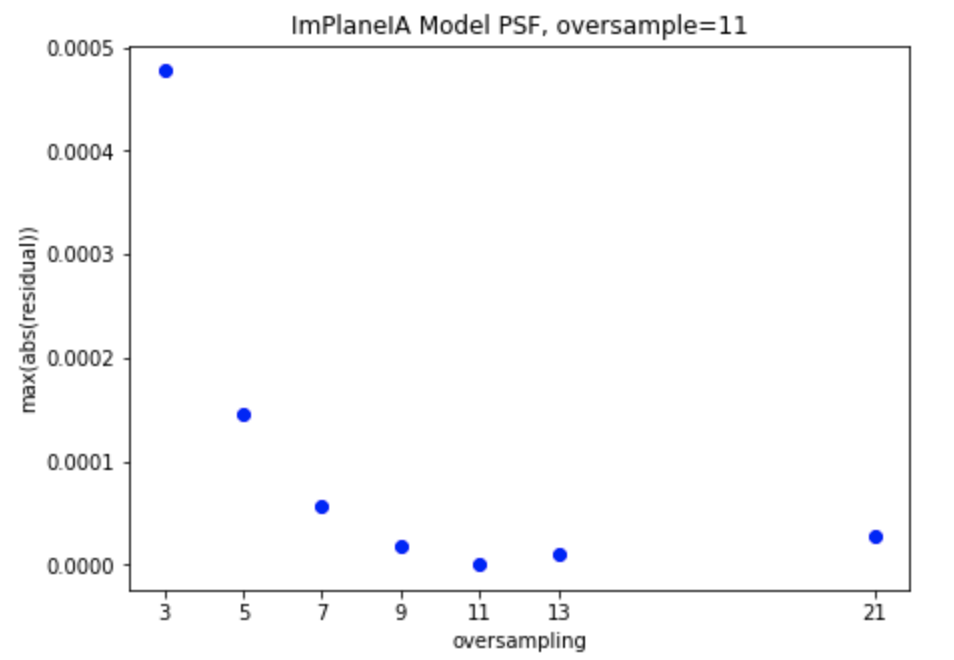 ImPlaneIA Model PSF, oversample=11
0.0005
0.0004
0.0003
0.0002
0.0001
0.0000
max(abs(residual))
3 5 7 9 11 13 21
oversampling